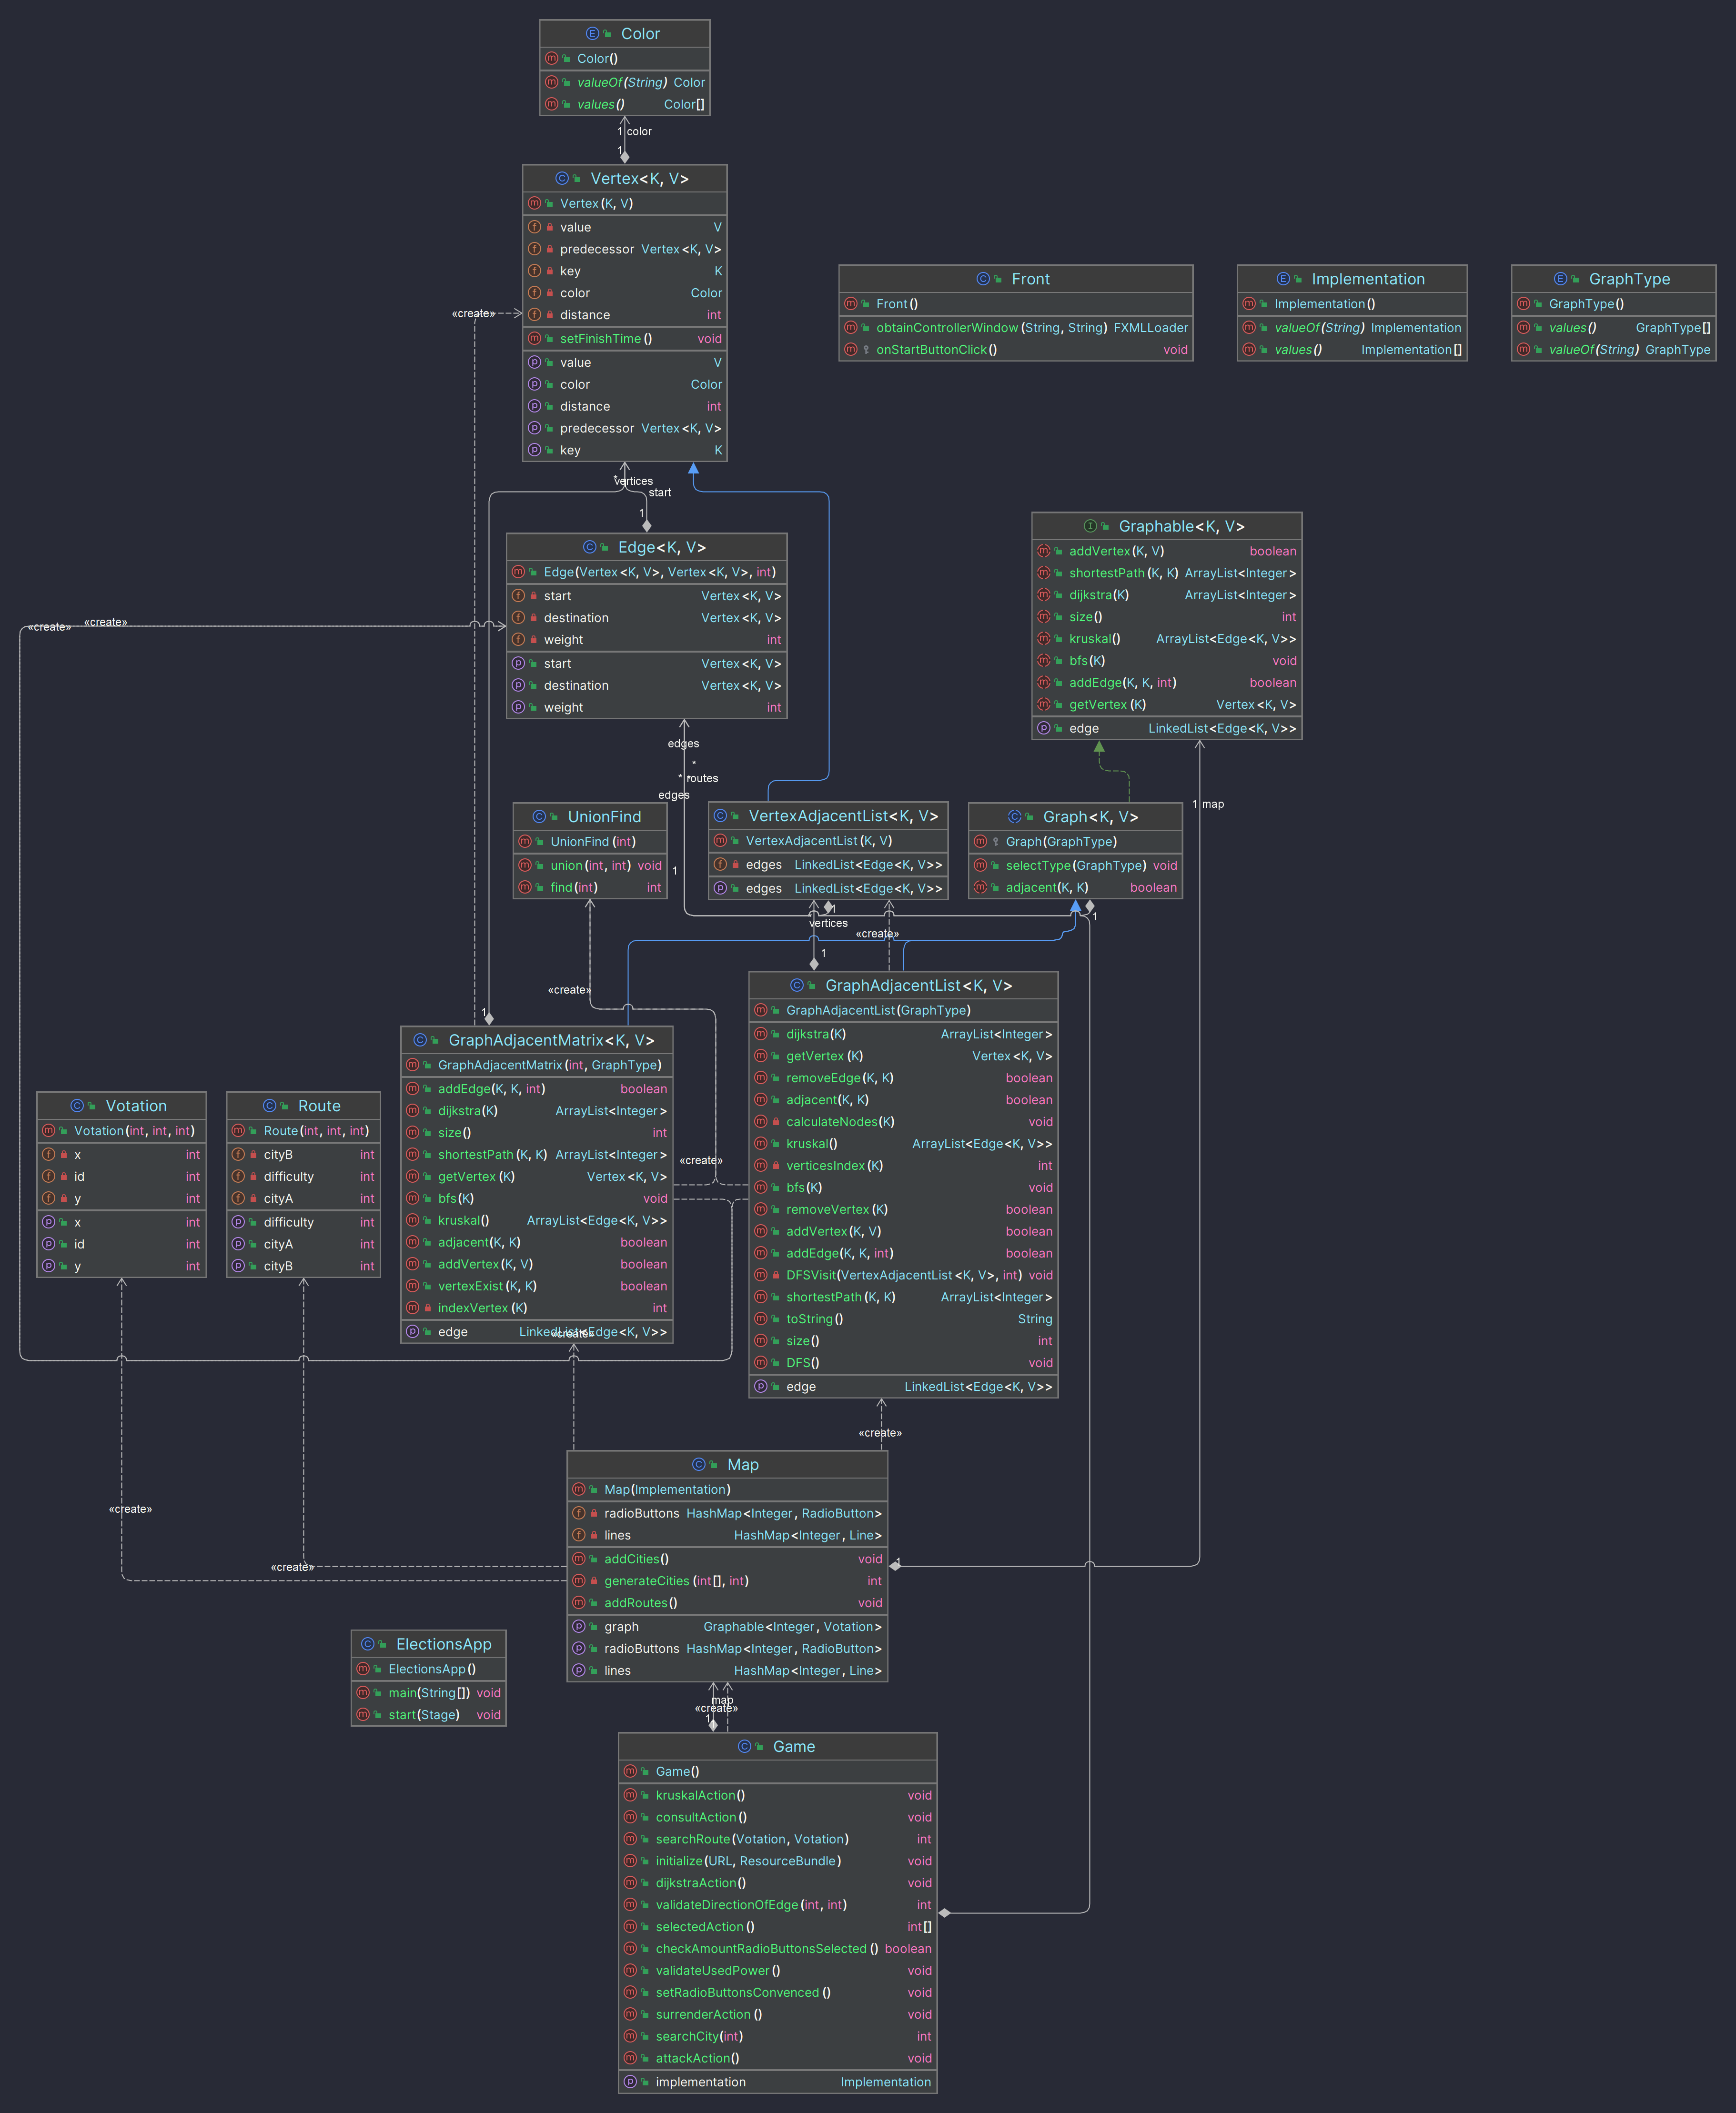 Color
Color()
valueOf(String) Color
values() Color[]
1 color
1
Vertex<K, V>
Vertex(K, V)
value V
predecessor Vertex<K, V>
key K
color Color
distance int
setFinishTime() void
value V
color Color
distance int
predecessor Vertex<K, V>
key K
«create»
Front
Front()
obtainControllerWindow(String, String) FXMLLoader
onStartButtonClick() void
Implementation
Implementation()
valueOf(String) Implementation
values() Implementation[]
GraphType
GraphType()
values() GraphType[]
valueOf(String) GraphType
*
vertices
start
1
Edge<K, V>
Edge(Vertex<K, V>, Vertex<K, V>, int)
start Vertex<K, V>
destination Vertex<K, V>
weight int
start Vertex<K, V>
destination Vertex<K, V>
weight int
«create»
«create»
Graphable<K, V>
addVertex(K, V) boolean
shortestPath(K, K) ArrayList<Integer>
dijkstra(K) ArrayList<Integer>
size() int
kruskal() ArrayList<Edge<K, V>>
bfs(K) void
addEdge(K, K, int) boolean
getVertex(K) Vertex<K, V>
edge LinkedList<Edge<K, V>>
edges
*
* *
routes
edges
1 map
UnionFind
UnionFind(int)
union(int, int) void
find(int) int
1
VertexAdjacentList<K, V>
VertexAdjacentList(K, V)
edges LinkedList<Edge<K, V>>
edges LinkedList<Edge<K, V>>
Graph<K, V>
Graph(GraphType)
selectType(GraphType) void
adjacent(K, K) boolean
1
1
vertices
«create»
1
«create»
1
GraphAdjacentMatrix<K, V>
GraphAdjacentMatrix(int, GraphType)
addEdge(K, K, int) boolean
dijkstra(K) ArrayList<Integer>
size() int
shortestPath(K, K) ArrayList<Integer>
getVertex(K) Vertex<K, V>
bfs(K) void
kruskal() ArrayList<Edge<K, V>>
adjacent(K, K) boolean
addVertex(K, V) boolean
vertexExist(K, K) boolean
indexVertex(K) int
edge LinkedList<Edge<K, V>>
«create»
«create»
GraphAdjacentList<K, V>
GraphAdjacentList(GraphType)
dijkstra(K) ArrayList<Integer>
getVertex(K) Vertex<K, V>
removeEdge(K, K) boolean
adjacent(K, K) boolean
calculateNodes(K) void
kruskal() ArrayList<Edge<K, V>>
verticesIndex(K) int
bfs(K) void
removeVertex(K) boolean
addVertex(K, V) boolean
addEdge(K, K, int) boolean
DFSVisit(VertexAdjacentList<K, V>, int) void
shortestPath(K, K) ArrayList<Integer>
toString() String
size() int
DFS() void
edge LinkedList<Edge<K, V>>
Votation
Votation(int, int, int)
x int
id int
y int
x int
id int
y int
Route
Route(int, int, int)
cityB int
difficulty int
cityA int
difficulty int
cityA int
cityB int
«create»
«create»
«create»
Map
Map(Implementation)
radioButtons HashMap<Integer, RadioButton>
lines HashMap<Integer, Line>
addCities() void
generateCities(int[], int) int
addRoutes() void
graph Graphable<Integer, Votation>
radioButtons HashMap<Integer, RadioButton>
lines HashMap<Integer, Line>
1
ElectionsApp
ElectionsApp()
main(String[]) void
start(Stage) void
map
«create»
1
Game
Game()
kruskalAction() void
consultAction() void
searchRoute(Votation, Votation) int
initialize(URL, ResourceBundle) void
dijkstraAction() void
validateDirectionOfEdge(int, int) int
selectedAction() int[]
checkAmountRadioButtonsSelected() boolean
validateUsedPower() void
setRadioButtonsConvenced() void
surrenderAction() void
searchCity(int) int
attackAction() void
implementation Implementation